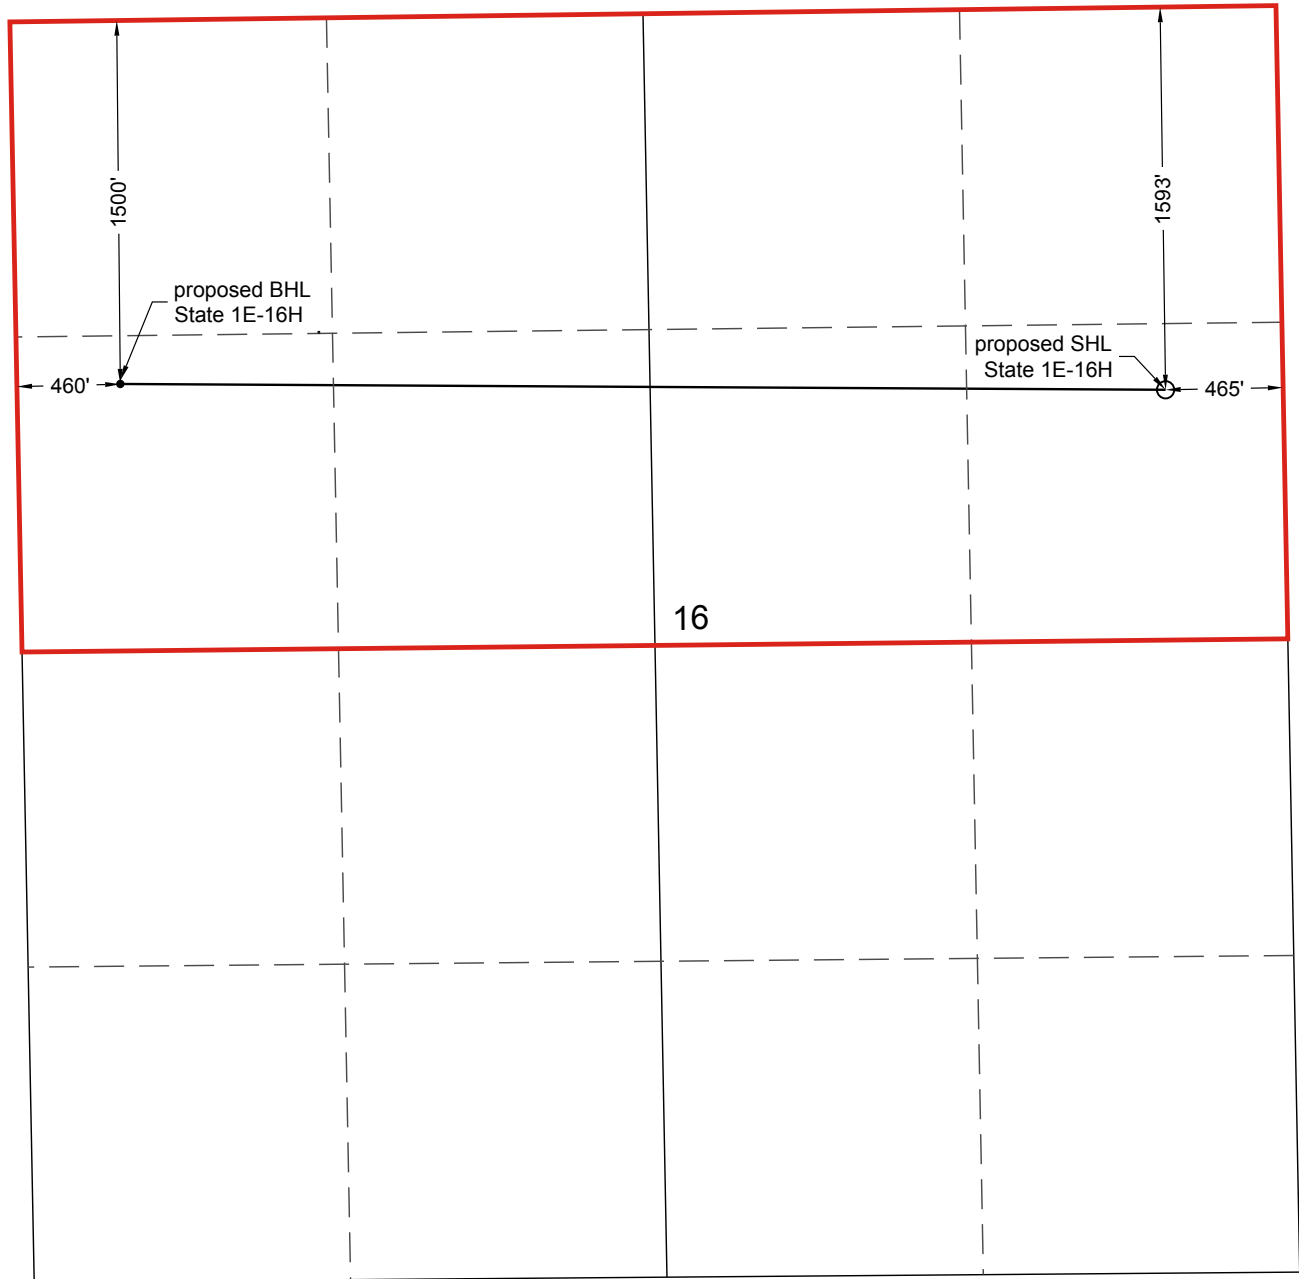 1500'
1593'
proposed BHL
State 1E-16H
proposed SHL
State 1E-16H
460'
465'
16